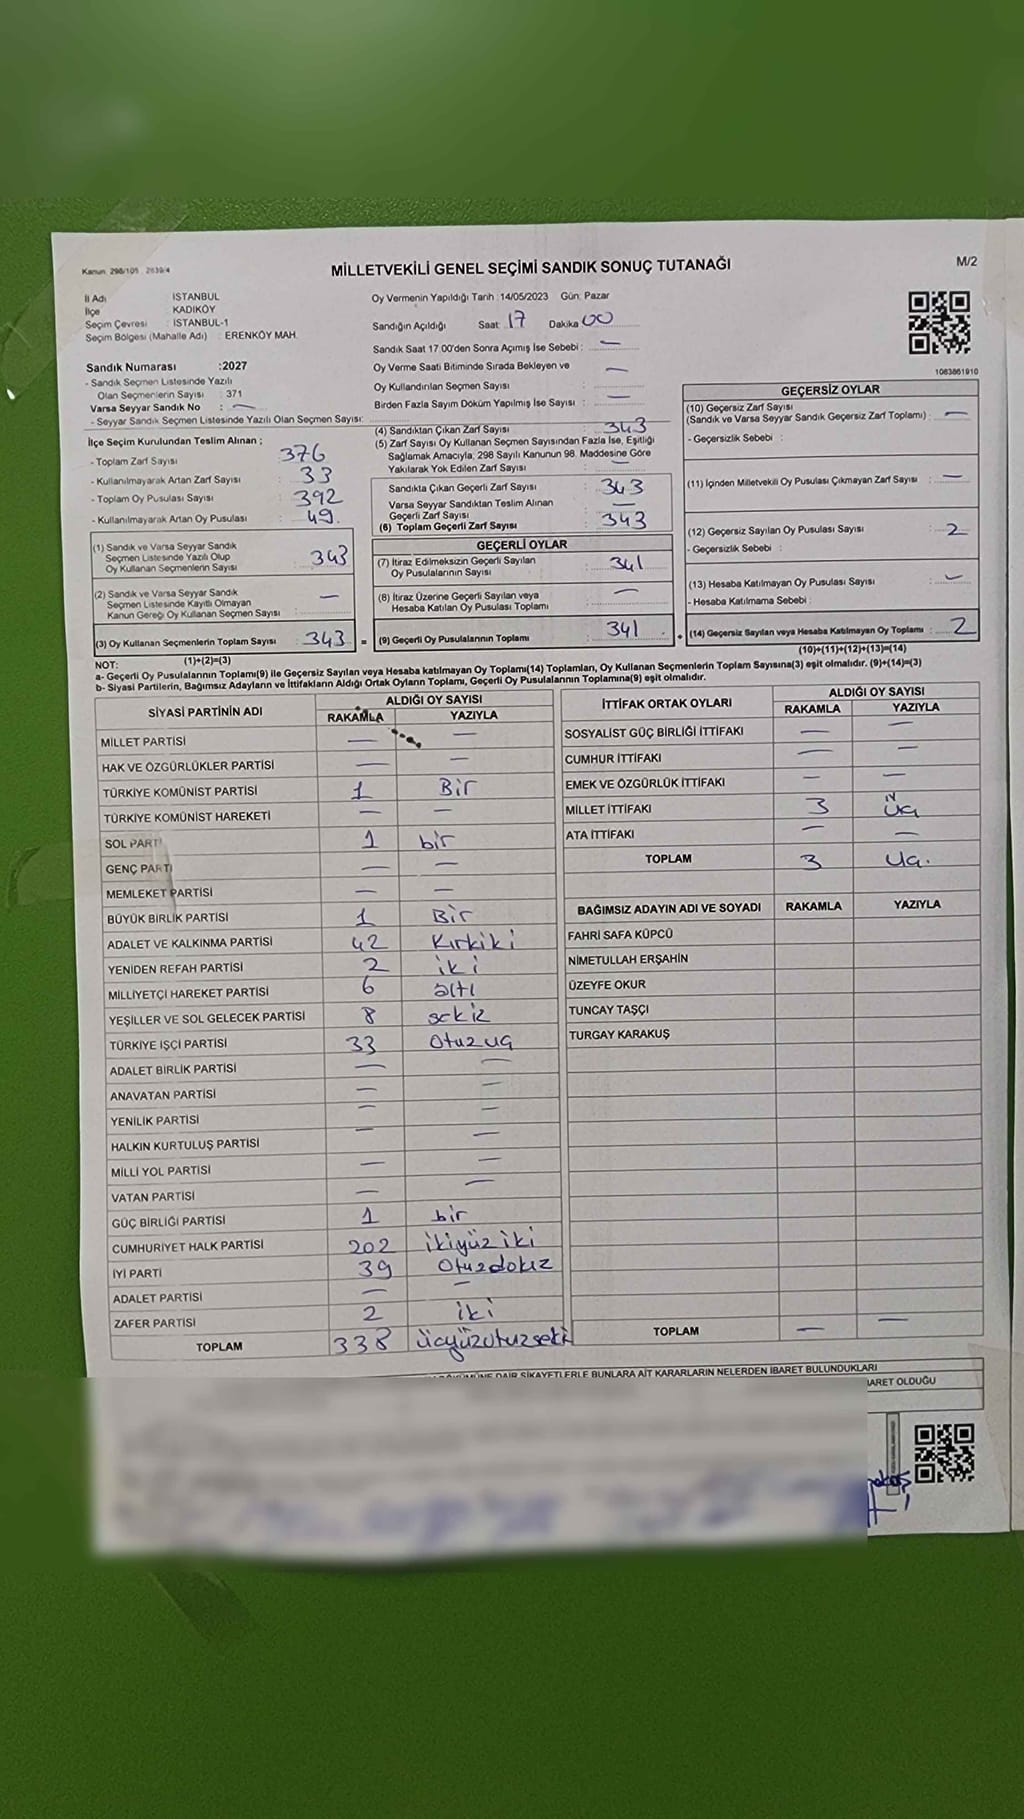 Kanun: 298/105 2839/4
MİLLETVEKİLİ GENEL SEÇİMİ SANDIK SONUÇ TUTANAĞI
M/2
İl Adı İSTANBUL
İlçe KADIKÖY
Seçim Çevresi : İSTANBUL-1
Seçim Bölgesi (Mahalle Adı) : ERENKÖY MAH.
Oy Vermenin Yapıldığı Tarih :14/05/2023 Gün: Pazar
Sandığın Açıldığı Saat: 17 Dakika 00
Sandık Saat 17.00'den Sonra Açımış İse Sebebi : —
Oy Verme Saati Bitiminde Sırada Bekleyen ve
Oy Kullandırılan Seçmen Sayısı : —
Birden Fazla Sayım Döküm Yapılmış İse Sayısı : —
1063861910
Sandık Numarası :2027
- Sandık Seçmen Listesinde Yazılı
Olan Seçmenlerin Sayısı : 371
Varsa Seyyar Sandık No : —
- Seyyar Sandık Seçmen Listesinde Yazılı Olan Seçmen Sayısı:
İlçe Seçim Kurulundan Teslim Alınan ;
- Toplam Zarf Sayısı : 376
- Kullanılmayarak Artan Zarf Sayısı : 33
- Toplam Oy Pusulası Sayısı : 392
- Kullanılmayarak Artan Oy Pusulası : 49.
(1) Sandık ve Varsa Seyyar Sandık
Seçmen Listesinde Yazılı Olup
Oy Kullanan Seçmenlerin Sayısı : 343
(2) Sandık ve Varsa Seyyar Sandık
Seçmen Listesinde Kayıtlı Olmayan
Kanun Gereği Oy Kullanan Seçmen Sayısı : —
(3) Oy Kullanan Seçmenlerin Toplam Sayısı : 343 =
(1)+(2)=(3)
(4) Sandıktan Çıkan Zarf Sayısı : 343
(5) Zarf Sayısı Oy Kullanan Seçmen Sayısından Fazla İse, Eşitliği
Sağlamak Amacıyla, 298 Sayılı Kanunun 98. Maddesine Göre
Yakılarak Yok Edilen Zarf Sayısı : —
Sandıkta Çıkan Geçerli Zarf Sayısı : 343
Varsa Seyyar Sandıktan Teslim Alınan
Geçerli Zarf Sayısı : —
(6) Toplam Geçerli Zarf Sayısı : 343
GEÇERLİ OYLAR
(7) İtiraz Edilmeksizin Geçerli Sayılan
Oy Pusulalarının Sayısı : 341
(8) İtiraz Üzerine Geçerli Sayılan veya
Hesaba Katılan Oy Pusulası Toplamı : —
(9) Geçerli Oy Pusulalarının Toplamı : 341 +
GEÇERSİZ OYLAR
(10) Geçersiz Zarf Sayısı
(Sandık ve Varsa Seyyar Sandık Geçersiz Zarf Toplamı) : —
- Geçersizlik Sebebi :
(11) İçinden Milletvekili Oy Pusulası Çıkmayan Zarf Sayısı : —
(12) Geçersiz Sayılan Oy Pusulası Sayısı : 2
- Geçersizlik Sebebi :
(13) Hesaba Katılmayan Oy Pusulası Sayısı : —
- Hesaba Katılmama Sebebi :
(14) Geçersiz Sayılan veya Hesaba Katılmayan Oy Toplamı : 2
(10)+(11)+(12)+(13)=(14)
NOT:
a- Geçerli Oy Pusulalarının Toplamı(9) ile Geçersiz Sayılan veya Hesaba katılmayan Oy Toplamı(14) Toplamları, Oy Kullanan Seçmenlerin Toplam Sayısına(3) eşit olmalıdır. (9)+(14)=(3)
b- Siyasi Partilerin, Bağımsız Adayların ve İttifakların Aldığı Ortak Oyların Toplamı, Geçerli Oy Pusulalarının Toplamına(9) eşit olmalıdır.
SİYASİ PARTİNİN ADI ALDIĞI OY SAYISI
RAKAMLA YAZIYLA
MİLLET PARTİSİ — —
HAK VE ÖZGÜRLÜKLER PARTİSİ — —
TÜRKİYE KOMÜNİST PARTİSİ 1 Bir
TÜRKİYE KOMÜNİST HAREKETİ — —
SOL PARTİ 1 bir
GENÇ PARTİ — —
MEMLEKET PARTİSİ — —
BÜYÜK BİRLİK PARTİSİ 1 Bir
ADALET VE KALKINMA PARTİSİ 42 Kırkiki
YENİDEN REFAH PARTİSİ 2 iki
MİLLİYETÇİ HAREKET PARTİSİ 6 altı
YEŞİLLER VE SOL GELECEK PARTİSİ 8 sekiz
TÜRKİYE İŞÇİ PARTİSİ 33 Otuzuç
ADALET BİRLİK PARTİSİ — —
ANAVATAN PARTİSİ — —
YENİLİK PARTİSİ — —
HALKIN KURTULUŞ PARTİSİ — —
MİLLİ YOL PARTİSİ — —
VATAN PARTİSİ — —
GÜÇ BİRLİĞİ PARTİSİ 1 bir
CUMHURİYET HALK PARTİSİ 202 ikiyüz iki
İYİ PARTİ 39 Otuzdokuz
ADALET PARTİSİ — —
ZAFER PARTİSİ 2 iki
TOPLAM 338 üçyüzotuzseki
İTTİFAK ORTAK OYLARI ALDIĞI OY SAYISI
RAKAMLA YAZIYLA
SOSYALİST GÜÇ BİRLİĞİ İTTİFAKI — —
CUMHUR İTTİFAKI — —
EMEK VE ÖZGÜRLÜK İTTİFAKI — —
MİLLET İTTİFAKI 3 Üç
ATA İTTİFAKI — —
TOPLAM 3 Uç.
BAĞIMSIZ ADAYIN ADI VE SOYADI RAKAMLA YAZIYLA
FAHRİ SAFA KÜPCÜ
NİMETULLAH ERŞAHİN
ÜZEYFE OKUR
TUNCAY TAŞÇI
TURGAY KARAKUŞ
TOPLAM — —
DAİR ŞİKAYETLERLE BUNLARA AİT KARARLARIN NELERDEN İBARET BULUNDUKLARI
OLDUĞU